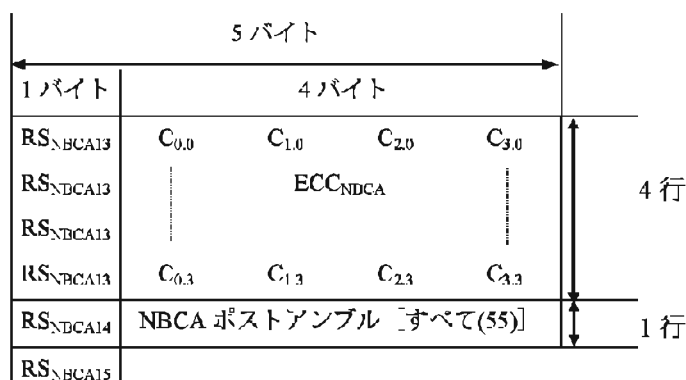 5 バイト
1 バイト 4 バイト
RS_NBCA13 C_0.0 C_1.0 C_2.0 C_3.0
RS_NBCA13 ECC_NBCA
4 行
RS_NBCA13
RS_NBCA13 C_0.3 C_1.3 C_2.3 C_3.3
RS_NBCA14 NBCA ポストアンブル [すべて(55)]
1 行
RS_NBCA15